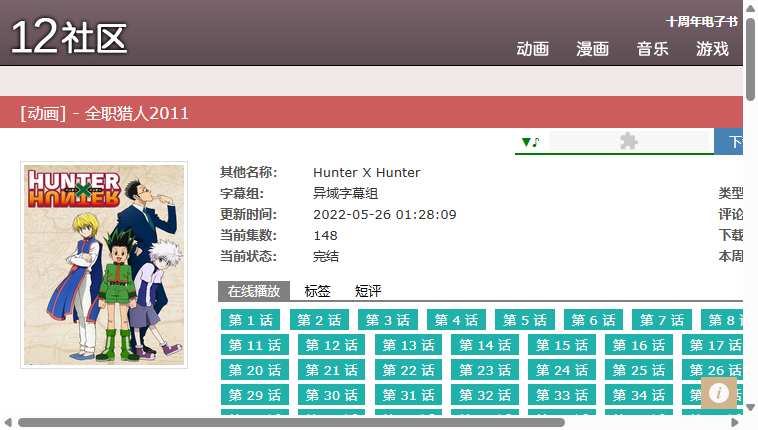 12社区
十周年电子书
动画 漫画 音乐 游戏
[动画] - 全职猎人2011
▼♪
HUNTER X HUNTER
其他名称: Hunter X Hunter
字幕组: 异域字幕组 类型
更新时间: 2022-05-26 01:28:09 评论
当前集数: 148 下载
当前状态: 完结 本周
在线播放 标签 短评
第 1 话 第 2 话 第 3 话 第 4 话 第 5 话 第 6 话 第 7 话 第 8
第 11 话 第 12 话 第 13 话 第 14 话 第 15 话 第 16 话 第 17 话
第 20 话 第 21 话 第 22 话 第 23 话 第 24 话 第 25 话 第 26 话
第 29 话 第 30 话 第 31 话 第 32 话 第 33 话 第 34 话